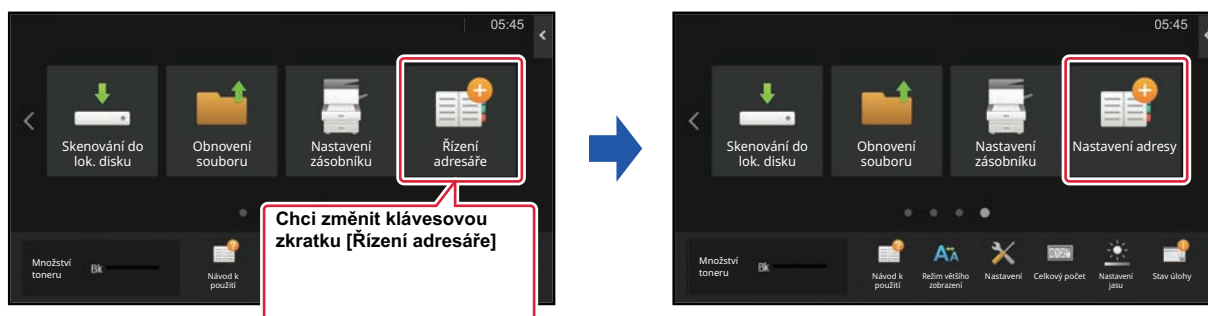 05:45
Skenování do
lok. disku
Obnovení
souboru
Nastavení
zásobníku
Řízení
adresáře
Chci změnit klávesovou
zkratku [Řízení adresáře]
Množství
toneru
Bk
Návod k
použití
05:45
Skenování do
lok. disku
Obnovení
souboru
Nastavení
zásobníku
Nastavení adresy
Množství
toneru
Bk
Návod k
použití
Režim většího
zobrazení
Nastavení
Celkový počet
Nastavení
jasu
Stav úlohy